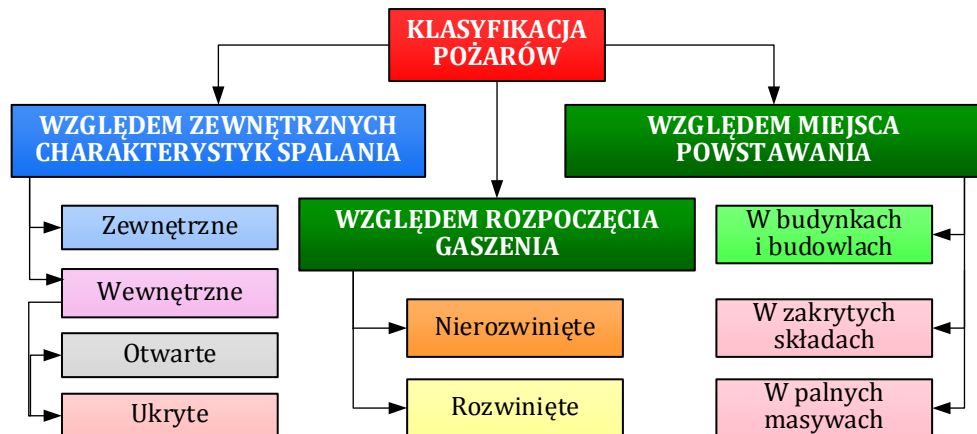 KLASYFIKACJA
POŻARÓW
WZGLĘDEM ZEWNĘTRZNYCH
CHARAKTERYSTYK SPALANIA
Zewnętrzne
Wewnętrzne
Otwarte
Ukryte
WZGLĘDEM ROZPOCZĘCIA
GASZENIA
Nierozwinięte
Rozwinięte
WZGLĘDEM MIEJSCA
POWSTAWANIA
W budynkach
i budowlach
W zakrytych
składach
W palnych
masywach